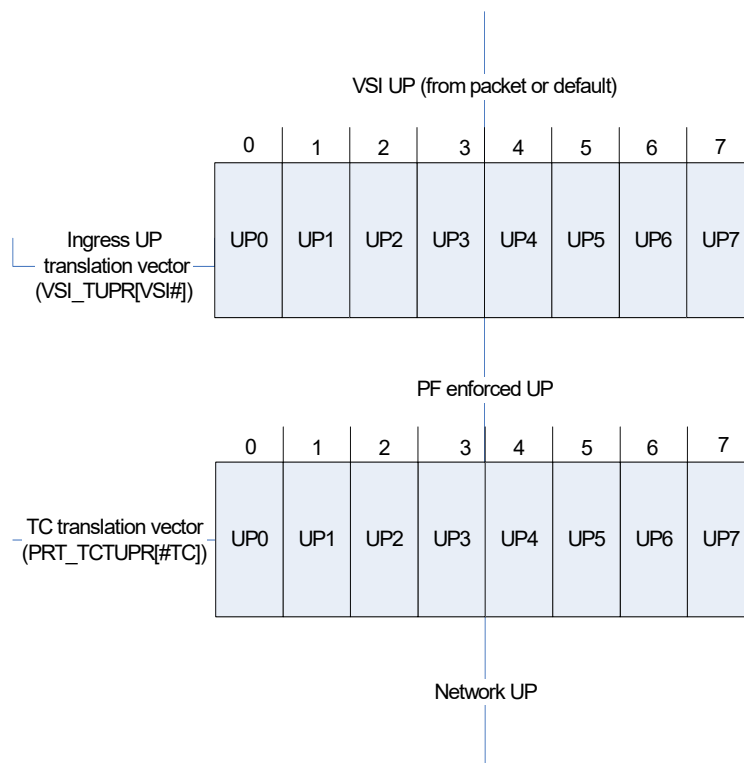 VSI UP (from packet or default)
0 1 2 3 4 5 6 7
Ingress UP
translation vector
(VSI_TUPR[VSI#])
UP0 UP1 UP2 UP3 UP4 UP5 UP6 UP7
PF enforced UP
0 1 2 3 4 5 6 7
TC translation vector
(PRT_TCTUPR[#TC])
UP0 UP1 UP2 UP3 UP4 UP5 UP6 UP7
Network UP